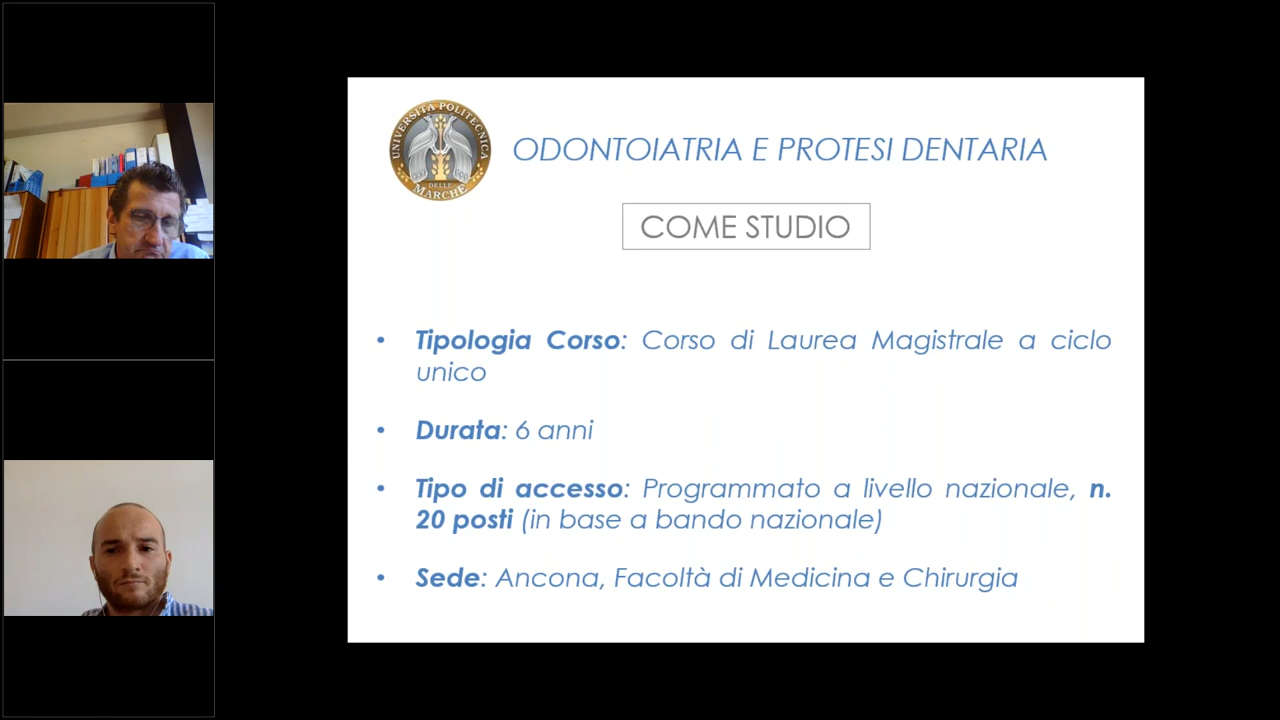 UNIVERSITÀ POLITECNICA
DELLE
MARCHE
ODONTOIATRIA E PROTESI DENTARIA
COME STUDIO
• Tipologia Corso: Corso di Laurea Magistrale a ciclo
unico
• Durata: 6 anni
• Tipo di accesso: Programmato a livello nazionale, n.
20 posti (in base a bando nazionale)
• Sede: Ancona, Facoltà di Medicina e Chirurgia